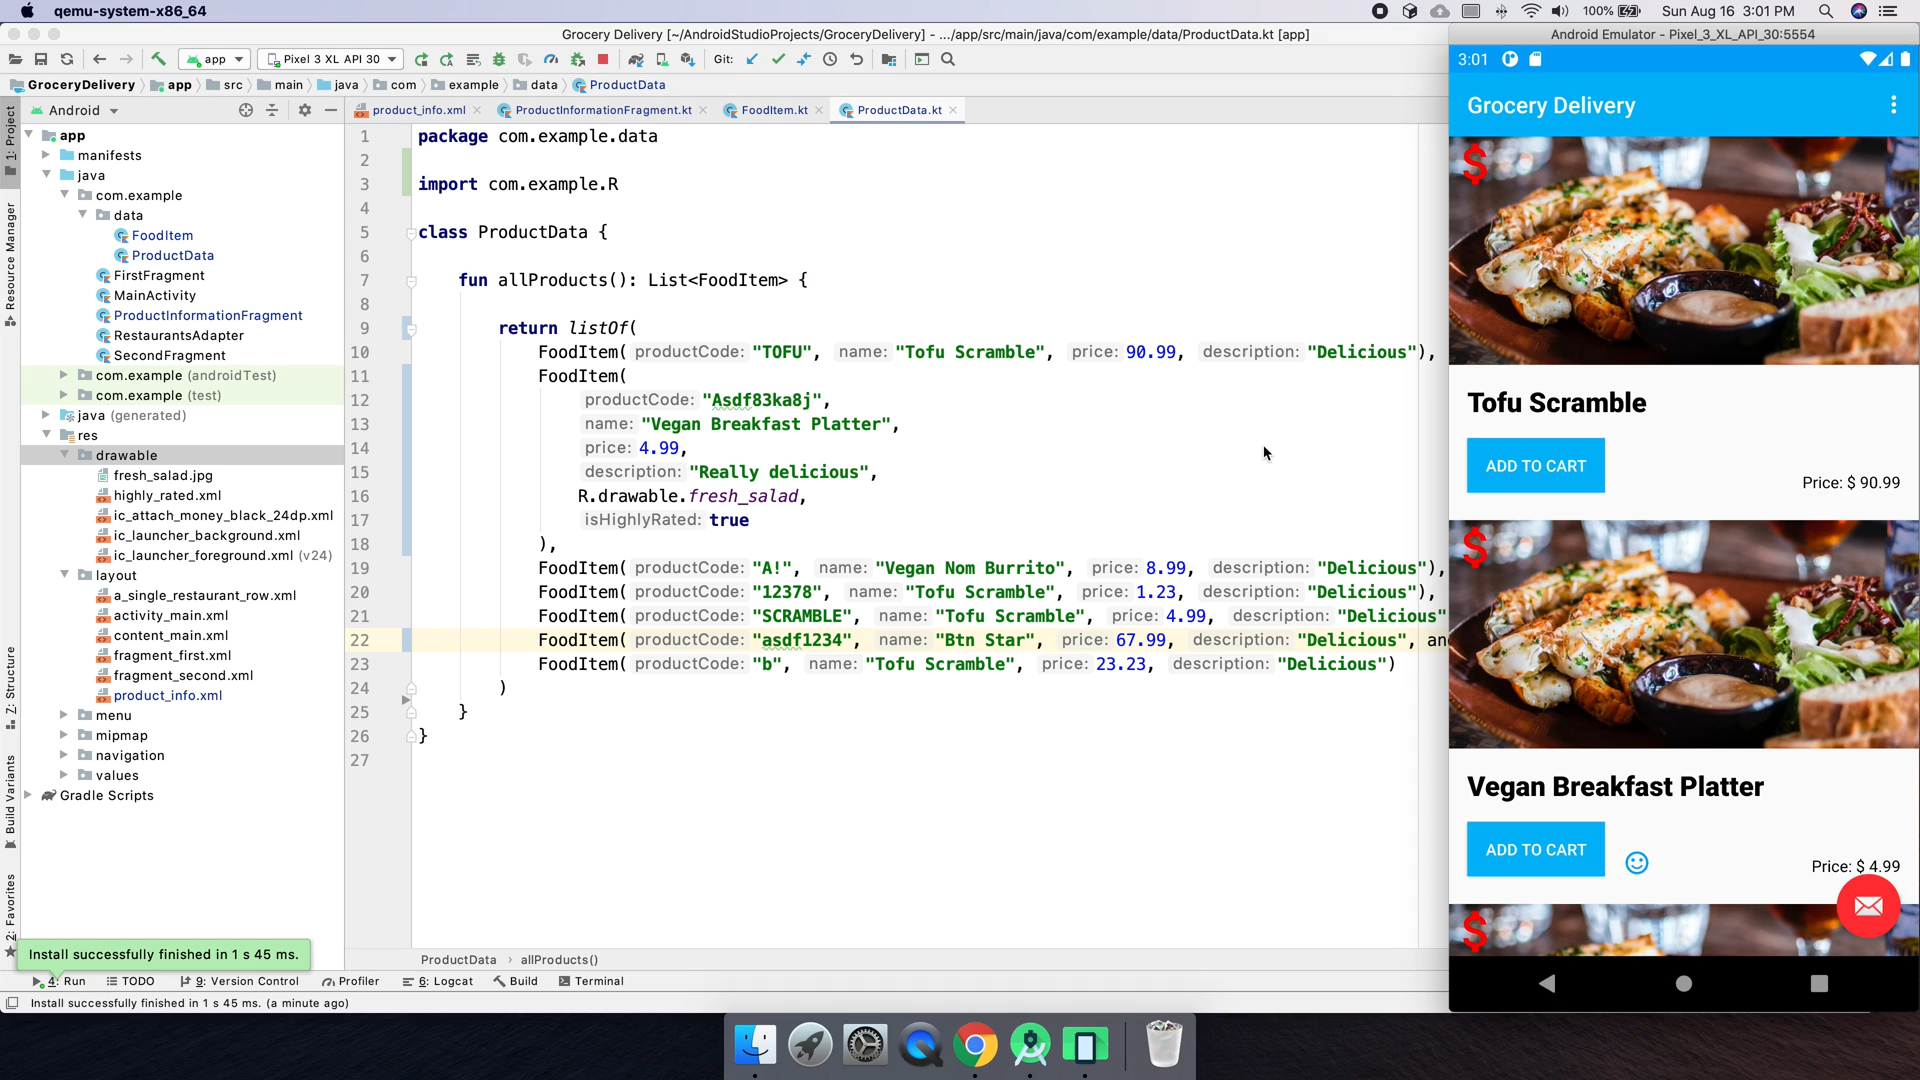 qemu-system-x86_64
100%
Sun Aug 16 3:01 PM
Grocery Delivery [~/AndroidStudioProjects/GroceryDelivery] - .../app/src/main/java/com/example/data/ProductData.kt [app]
app
Pixel 3 XL API 30
Git:
GroceryDelivery
app
src
main
java
com
example
data
ProductData
Android
product_info.xml
ProductInformationFragment.kt
FoodItem.kt
ProductData.kt
1: Project
Resource Manager
Z: Structure
Build Variants
2: Favorites
app
manifests
java
com.example
data
FoodItem
ProductData
FirstFragment
MainActivity
ProductInformationFragment
RestaurantsAdapter
SecondFragment
com.example (androidTest)
com.example (test)
java (generated)
res
drawable
fresh_salad.jpg
highly_rated.xml
ic_attach_money_black_24dp.xml
ic_launcher_background.xml
ic_launcher_foreground.xml (v24)
layout
a_single_restaurant_row.xml
activity_main.xml
content_main.xml
fragment_first.xml
fragment_second.xml
product_info.xml
menu
mipmap
navigation
values
Gradle Scripts
1 package com.example.data
2
3 import com.example.R
4
5 class ProductData {
6
7 fun allProducts(): List<FoodItem> {
8
9 return listOf(
10 FoodItem( productCode: "TOFU", name: "Tofu Scramble", price: 90.99, description: "Delicious"),
11 FoodItem(
12 productCode: "Asdf83ka8j",
13 name: "Vegan Breakfast Platter",
14 price: 4.99,
15 description: "Really delicious",
16 R.drawable.fresh_salad,
17 isHighlyRated: true
18 ),
19 FoodItem( productCode: "A!", name: "Vegan Nom Burrito", price: 8.99, description: "Delicious"),
20 FoodItem( productCode: "12378", name: "Tofu Scramble", price: 1.23, description: "Delicious"),
21 FoodItem( productCode: "SCRAMBLE", name: "Tofu Scramble", price: 4.99, description: "Delicious"
22 FoodItem( productCode: "asdf1234", name: "Btn Star", price: 67.99, description: "Delicious", an
23 FoodItem( productCode: "b", name: "Tofu Scramble", price: 23.23, description: "Delicious")
24 )
25 }
26 }
27
ProductData › allProducts()
Install successfully finished in 1 s 45 ms.
4: Run
TODO
9: Version Control
Profiler
6: Logcat
Build
Terminal
Install successfully finished in 1 s 45 ms. (a minute ago)
Android Emulator - Pixel_3_XL_API_30:5554
3:01
Grocery Delivery
$
Tofu Scramble
ADD TO CART
Price: $ 90.99
$
Vegan Breakfast Platter
ADD TO CART
Price: $ 4.99
$